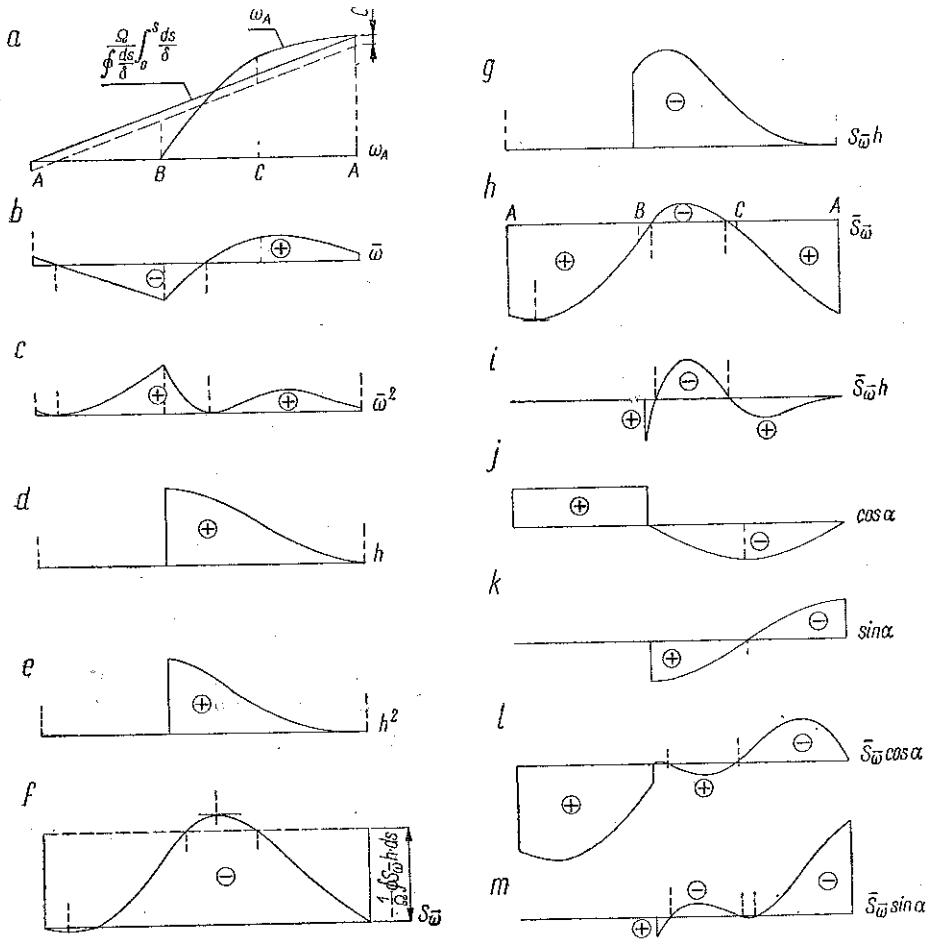 a
Ω / ∮ds/δ ∫₀ˢ ds/δ
ω_A
C
A B C A
ω_A
b
⊖ ⊕ ω̄
c
⊕ ⊕ ω̄²
d
⊕
h
e
⊕
h²
f
⊖
1/Ω ∮S_ω̄ h·ds
S_ω̄
g
⊖
S_ω̄ h
h
A B ⊖ C A
S̄_ω̄
⊕ ⊕
i
⊖
S̄_ω̄ h
⊕ ⊕
j
⊕
cos α
⊖
k
⊖
sin α
⊕
l
⊖
S̄_ω̄ cos α
⊕ ⊕
m
⊖ ⊖
S̄_ω̄ sin α
⊕